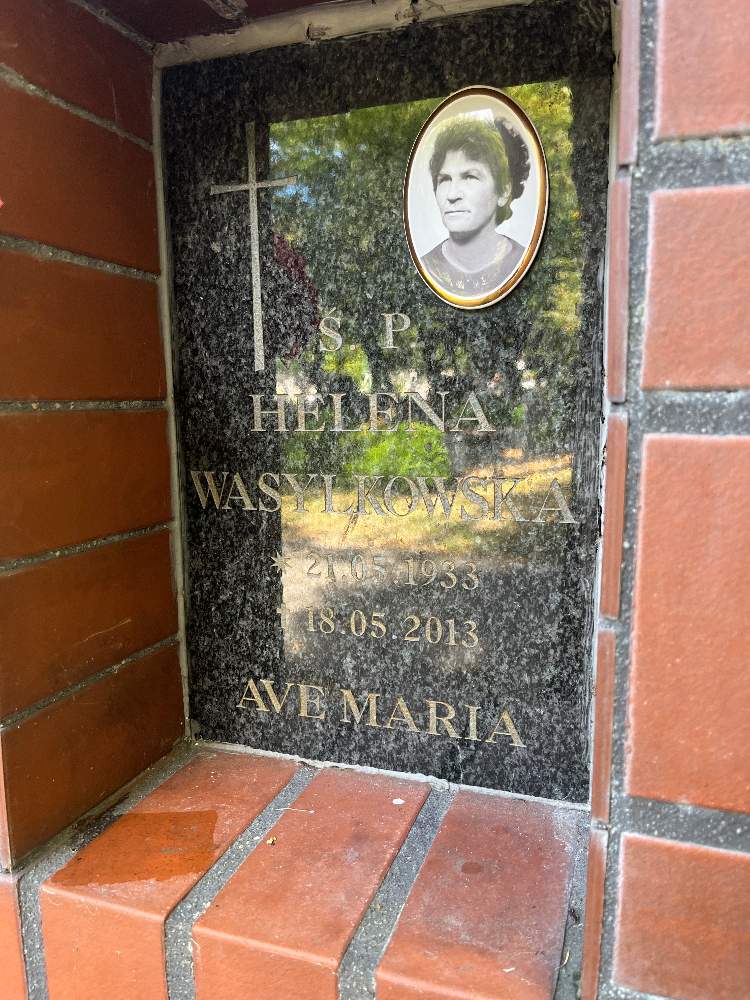 Ś. P.
HELENA
WASYLKOWSKA
* 21.05.1933
† 18.05.2013
AVE MARIA